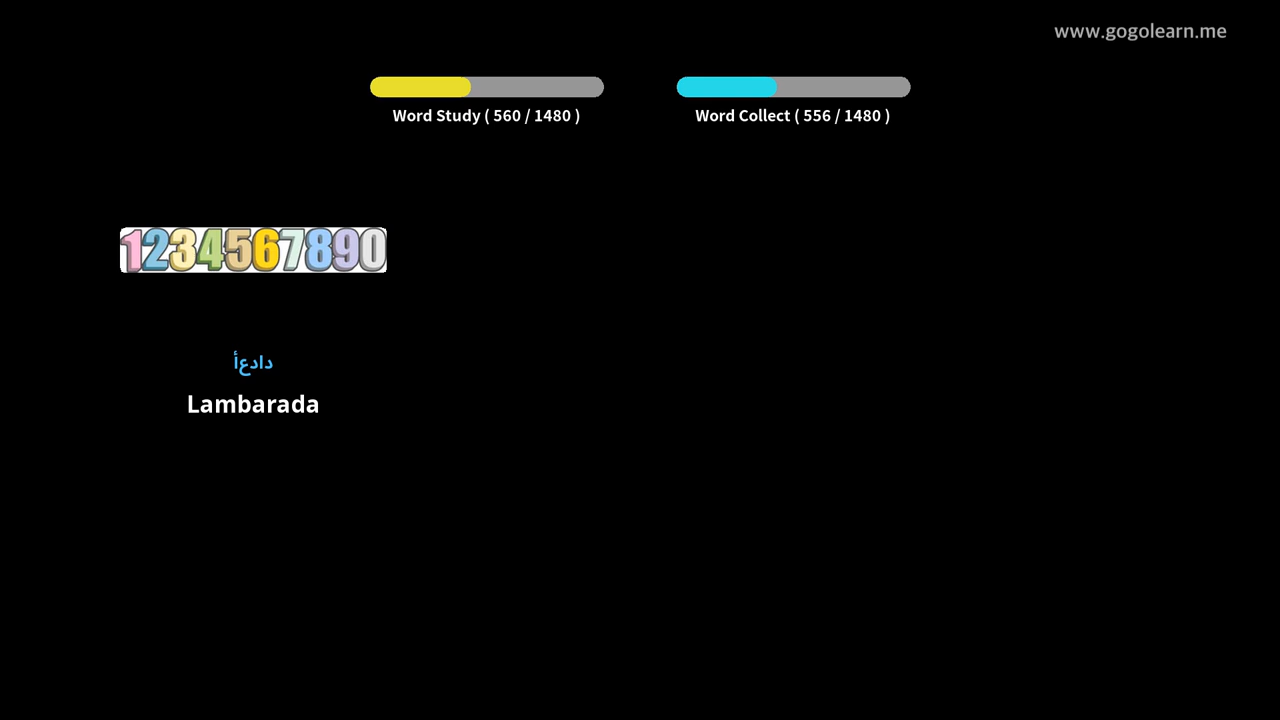 www.gogolearn.me
Word Study ( 560 / 1480 )
Word Collect ( 556 / 1480 )
1234567890
أعداد
Lambarada